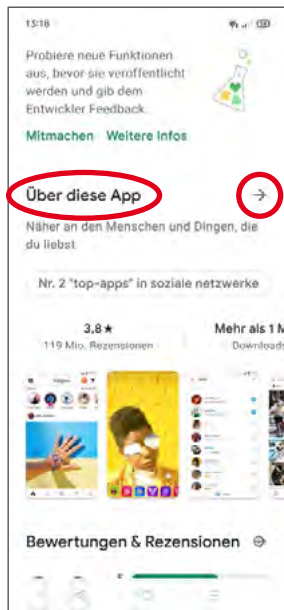 13:18
Probiere neue Funktionen
aus, bevor sie veröffentlicht
werden und gib dem
Entwickler Feedback.
Mitmachen Weitere Infos
Über diese App →
Näher an den Menschen und Dingen, die
du liebst
Nr. 2 "top-apps" in soziale netzwerke
3,8★ Mehr als 1 M
119 Mio. Rezensionen Downloads
Bewertungen & Rezensionen